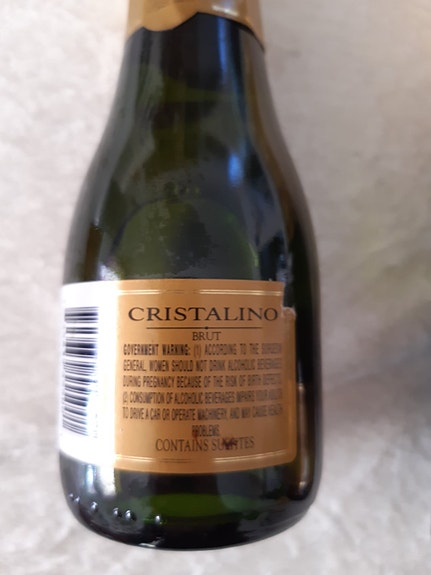 CRISTALINO
BRUT
GOVERNMENT WARNING: (1) ACCORDING TO THE SURGEON
GENERAL, WOMEN SHOULD NOT DRINK ALCOHOLIC BEVERAGES
DURING PREGNANCY BECAUSE OF THE RISK OF BIRTH DEFECTS.
(2) CONSUMPTION OF ALCOHOLIC BEVERAGES IMPAIRS YOUR ABILITY
TO DRIVE A CAR OR OPERATE MACHINERY, AND MAY CAUSE HEALTH
PROBLEMS.
CONTAINS SULFITES